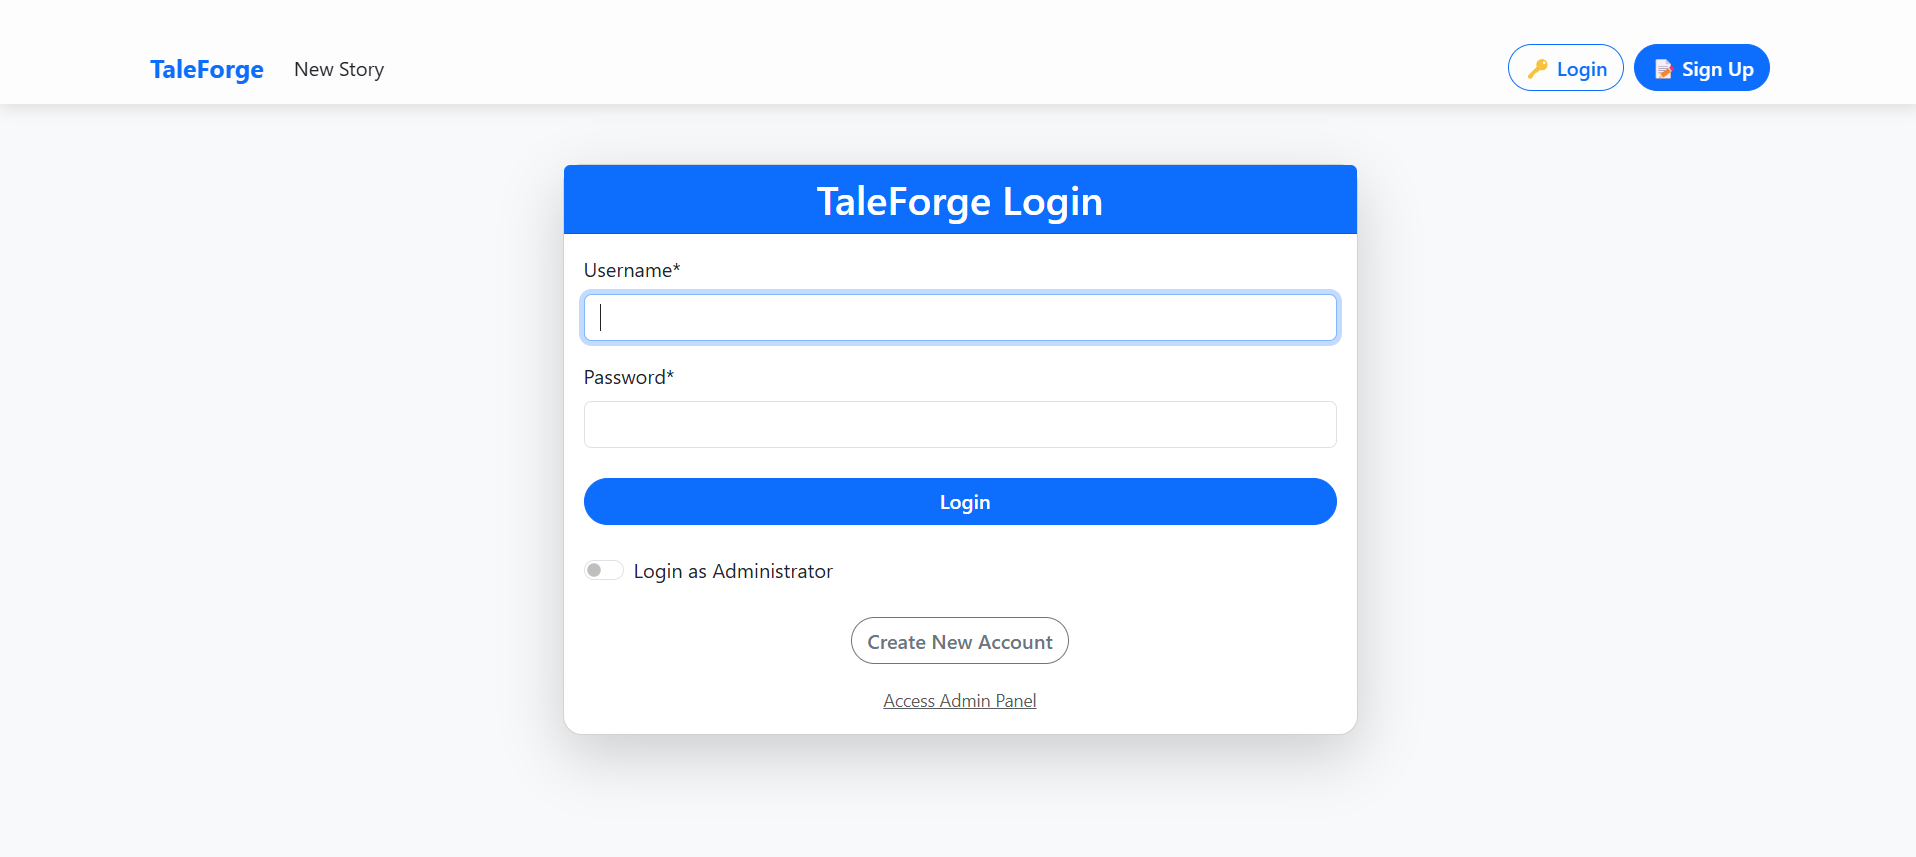 TaleForge New Story 🔑 Login 📝 Sign Up
TaleForge Login
Username*
Password*
Login
Login as Administrator
Create New Account
Access Admin Panel